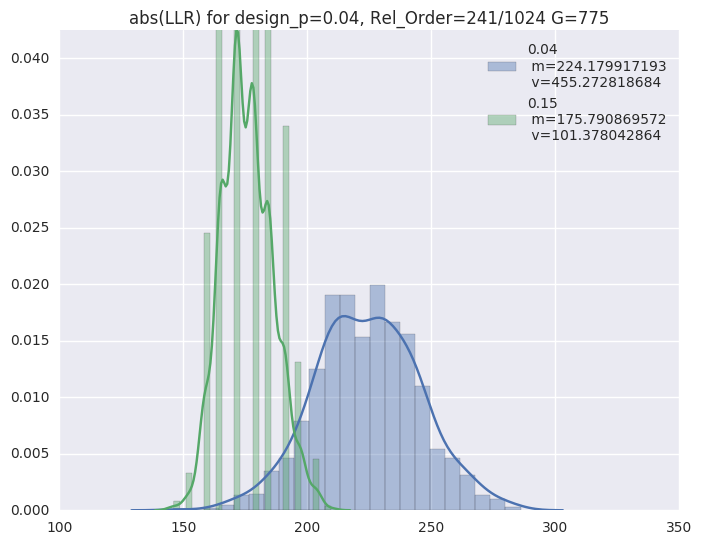 abs(LLR) for design_p=0.04, Rel_Order=241/1024 G=775
0.04
m=224.179917193
v=455.272818684
0.15
m=175.790869572
v=101.378042864
0.040
0.035
0.030
0.025
0.020
0.015
0.010
0.005
0.000
100 150 200 250 300 350